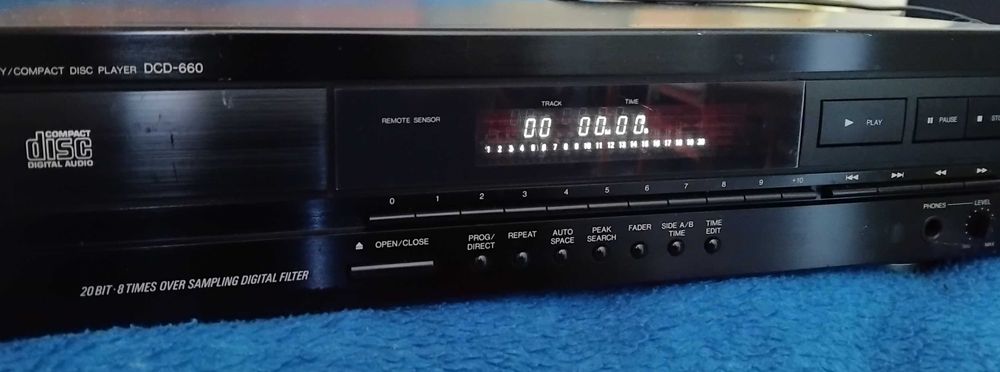 Y/COMPACT DISC PLAYER DCD-660
COMPACT
disc
DIGITAL AUDIO
REMOTE SENSOR
TRACK TIME
00 00m00s
1 2 3 4 5 6 7 8 9 10 11 12 13 14 15 16 17 18 19 20
PLAY
PAUSE
0 1 2 3 4 5 6 7 8 9 +10
OPEN/CLOSE
PROG/
DIRECT
REPEAT
AUTO
SPACE
PEAK
SEARCH
FADER
SIDE A/B
TIME
TIME
EDIT
PHONES
LEVEL
MAX
20 BIT · 8 TIMES OVER SAMPLING DIGITAL FILTER